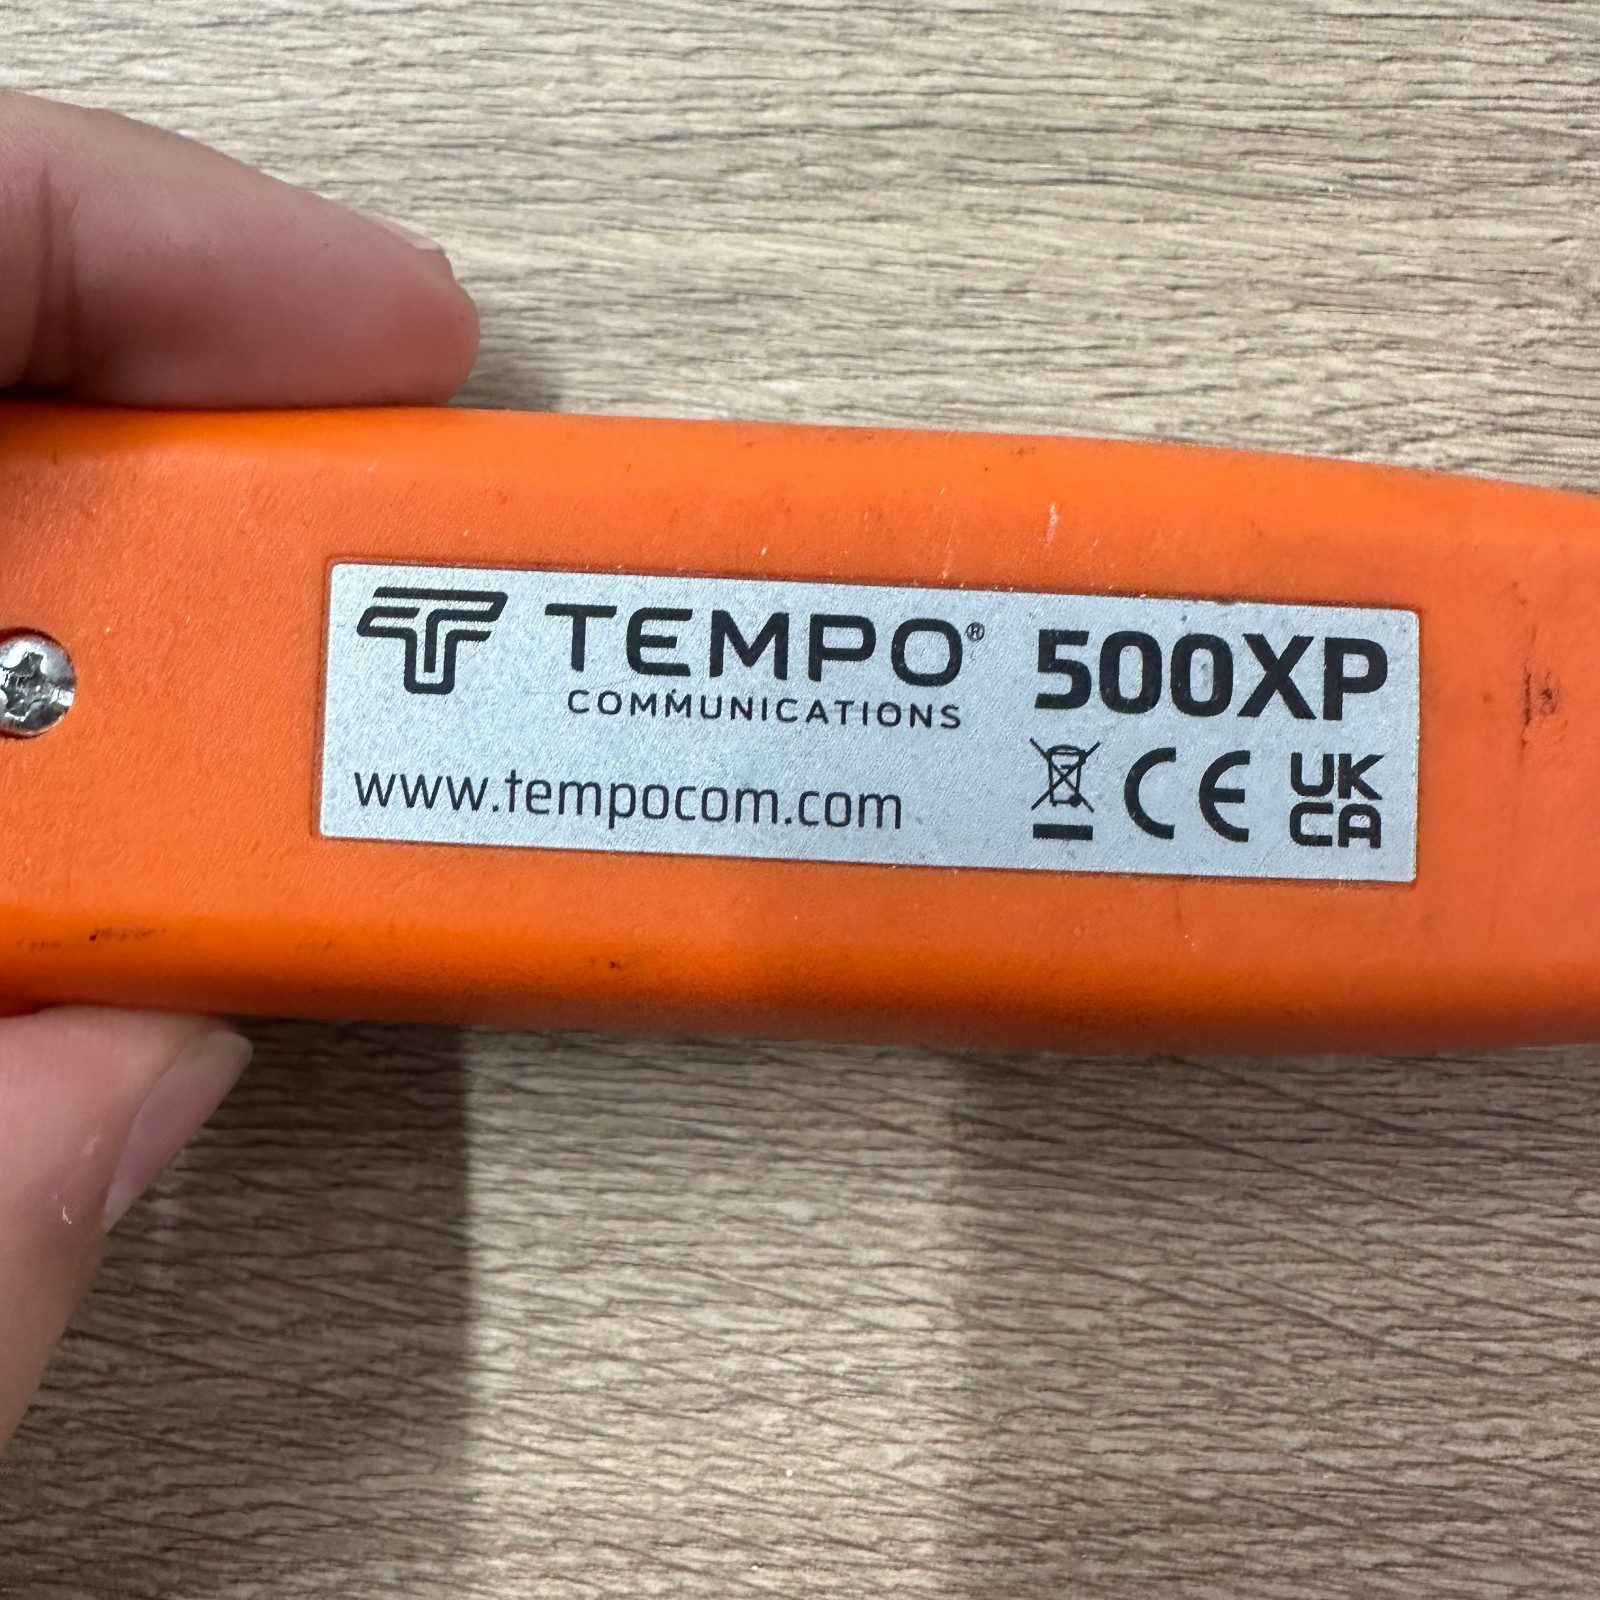 TEMPO® 500XP
COMMUNICATIONS
www.tempocom.com
CE UK
CA